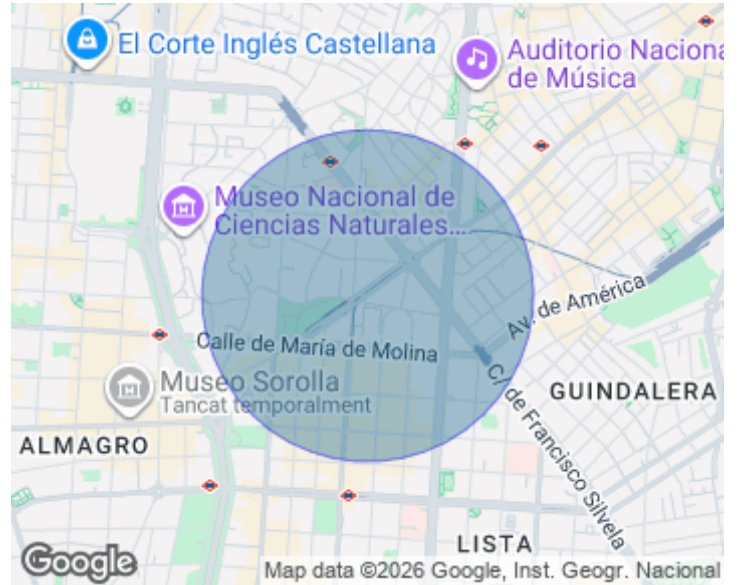 El Corte Inglés Castellana
Auditorio Naciona
de Música
Museo Nacional de
Ciencias Naturales....
Av. de América
Calle de María de Molina
Museo Sorolla
Tancat temporalment
GUINDALERA
ALMAGRO
C/ de Francisco Silvela
LISTA
Google
Map data ©2026 Google, Inst. Geogr. Nacional